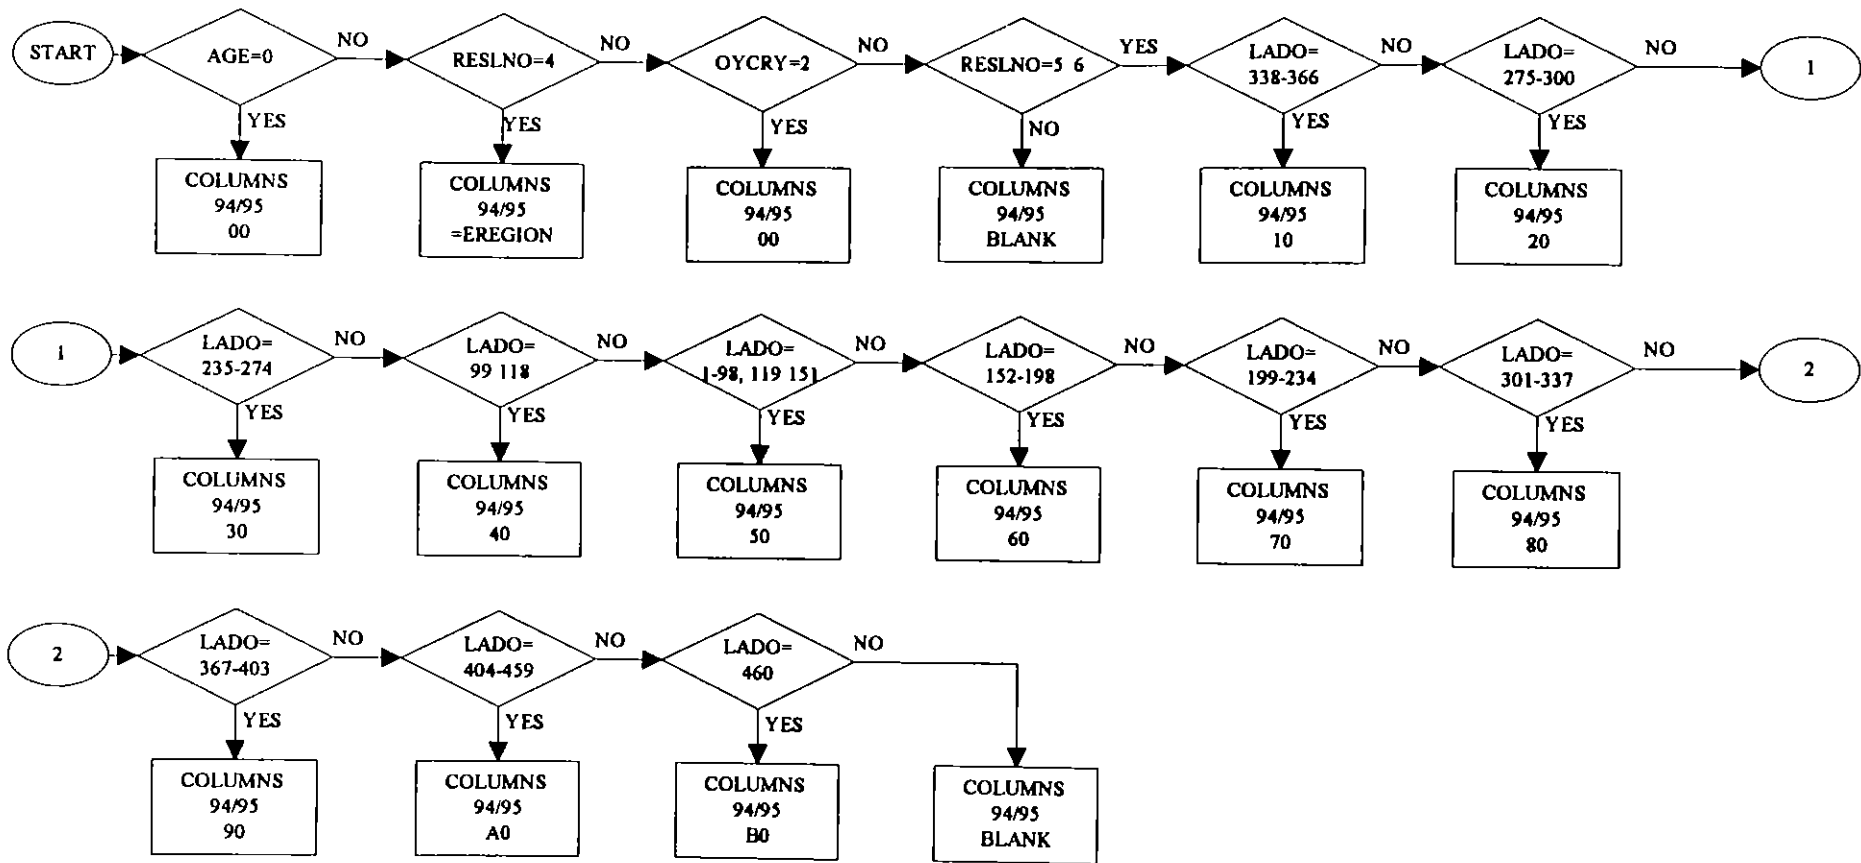 START
AGE=0
NO
YES
COLUMNS
94/95
00
RESLNO=4
NO
YES
COLUMNS
94/95
=EREGION
OYCRY=2
NO
YES
COLUMNS
94/95
00
RESLNO=5 6
YES
NO
COLUMNS
94/95
BLANK
LADO=
338-366
NO
YES
COLUMNS
94/95
10
LADO=
275-300
NO
YES
COLUMNS
94/95
20
1
1
LADO=
235-274
NO
YES
COLUMNS
94/95
30
LADO=
99 118
NO
YES
COLUMNS
94/95
40
LADO=
1-98, 119 151
NO
YES
COLUMNS
94/95
50
LADO=
152-198
NO
YES
COLUMNS
94/95
60
LADO=
199-234
NO
YES
COLUMNS
94/95
70
LADO=
301-337
NO
YES
COLUMNS
94/95
80
2
2
LADO=
367-403
NO
YES
COLUMNS
94/95
90
LADO=
404-459
NO
YES
COLUMNS
94/95
A0
LADO=
460
NO
YES
COLUMNS
94/95
B0
COLUMNS
94/95
BLANK